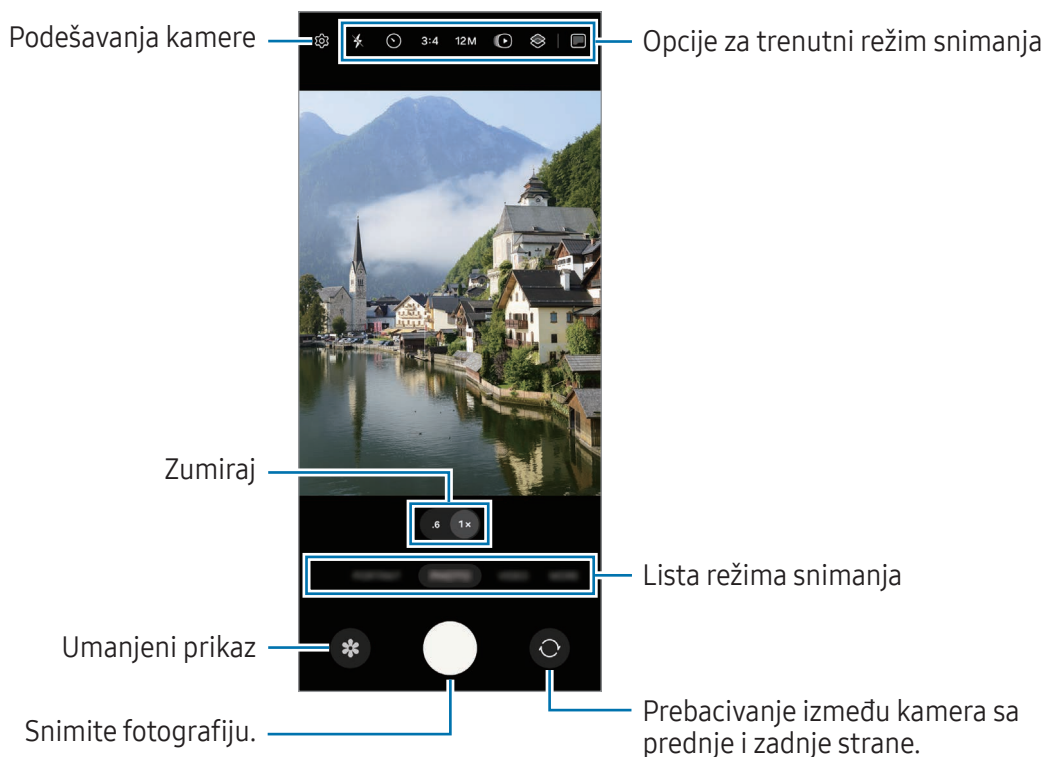 Podešavanja kamere
3:4 12M
Opcije za trenutni režim snimanja
Zumiraj
.6 1×
Lista režima snimanja
Umanjeni prikaz
Snimite fotografiju.
Prebacivanje između kamera sa
prednje i zadnje strane.